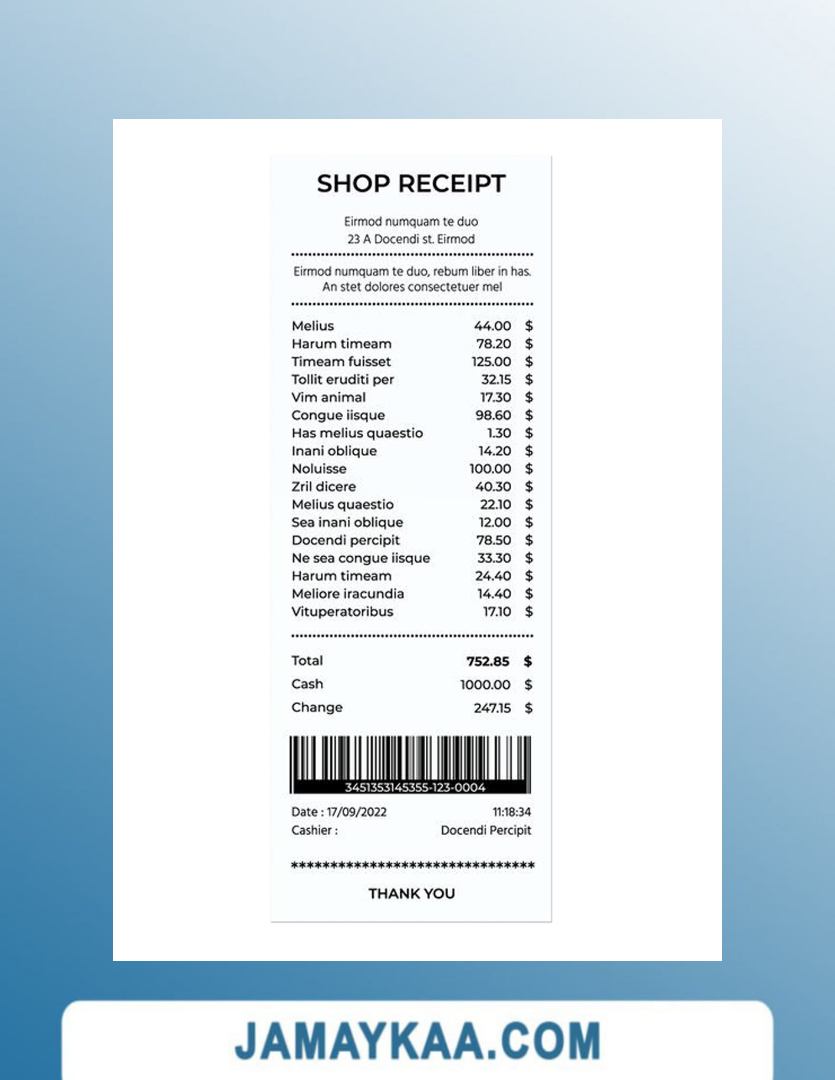 SHOP RECEIPT
Eirmod numquam te duo
23 A Docendi st. Eirmod
Eirmod numquam te duo, rebum liber in has.
An stet dolores consectetuer mel
Melius 44.00 $
Harum timeam 78.20 $
Timeam fuisset 125.00 $
Tollit eruditi per 32.15 $
Vim animal 17.30 $
Congue iisque 98.60 $
Has melius quaestio 1.30 $
Inani oblique 14.20 $
Noluisse 100.00 $
Zril dicere 40.30 $
Melius quaestio 22.10 $
Sea inani oblique 12.00 $
Docendi percipit 78.50 $
Ne sea congue iisque 33.30 $
Harum timeam 24.40 $
Meliore iracundia 14.40 $
Vituperatoribus 17.10 $
Total 752.85 $
Cash 1000.00 $
Change 247.15 $
3451353145355-123-0004
Date : 17/09/2022 11:18:34
Cashier : Docendi Percipit
*******************************
THANK YOU
JAMAYKAA.COM